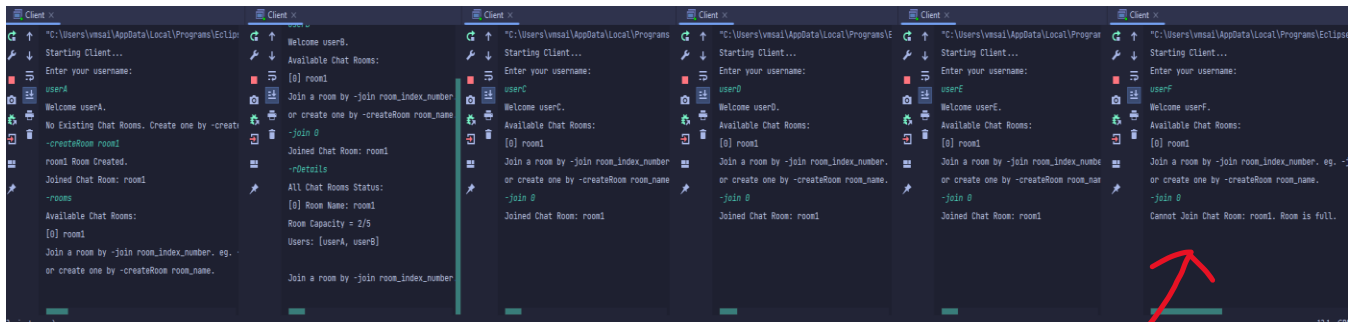 Client
"C:\Users\vmsai\AppData\Local\Programs\Eclip
Starting Client...
Enter your username:
userA
Welcome userA.
No Existing Chat Rooms. Create one by -creat
-createRoom room1
room1 Room Created.
Joined Chat Room: room1
-rooms
Available Chat Rooms:
[0] room1
Join a room by -join room_index_number. eg.
or create one by -createRoom room_name.
Client
Welcome userB.
Available Chat Rooms:
[0] room1
Join a room by -join room_index_number
or create one by -createRoom room_name
-join 0
Joined Chat Room: room1
-rDetails
All Chat Rooms Status:
[0] Room Name: room1
Room Capacity = 2/5
Users: [userA, userB]
Join a room by -join room_index_number
Client
"C:\Users\vmsai\AppData\Local\Programs
Starting Client...
Enter your username:
userC
Welcome userC.
Available Chat Rooms:
[0] room1
Join a room by -join room_index_number
or create one by -createRoom room_name
-join 0
Joined Chat Room: room1
Client
"C:\Users\vmsai\AppData\Local\Programs\E
Starting Client...
Enter your username:
userD
Welcome userD.
Available Chat Rooms:
[0] room1
Join a room by -join room_index_number.
or create one by -createRoom room_name.
-join 0
Joined Chat Room: room1
Client
"C:\Users\vmsai\AppData\Local\Program
Starting Client...
Enter your username:
userE
Welcome userE.
Available Chat Rooms:
[0] room1
Join a room by -join room_index_numbe
or create one by -createRoom room_nam
-join 0
Joined Chat Room: room1
Client
"C:\Users\vmsai\AppData\Local\Programs\Eclipse
Starting Client...
Enter your username:
userF
Welcome userF.
Available Chat Rooms:
[0] room1
Join a room by -join room_index_number. eg. -j
or create one by -createRoom room_name.
-join 0
Cannot Join Chat Room: room1. Room is full.